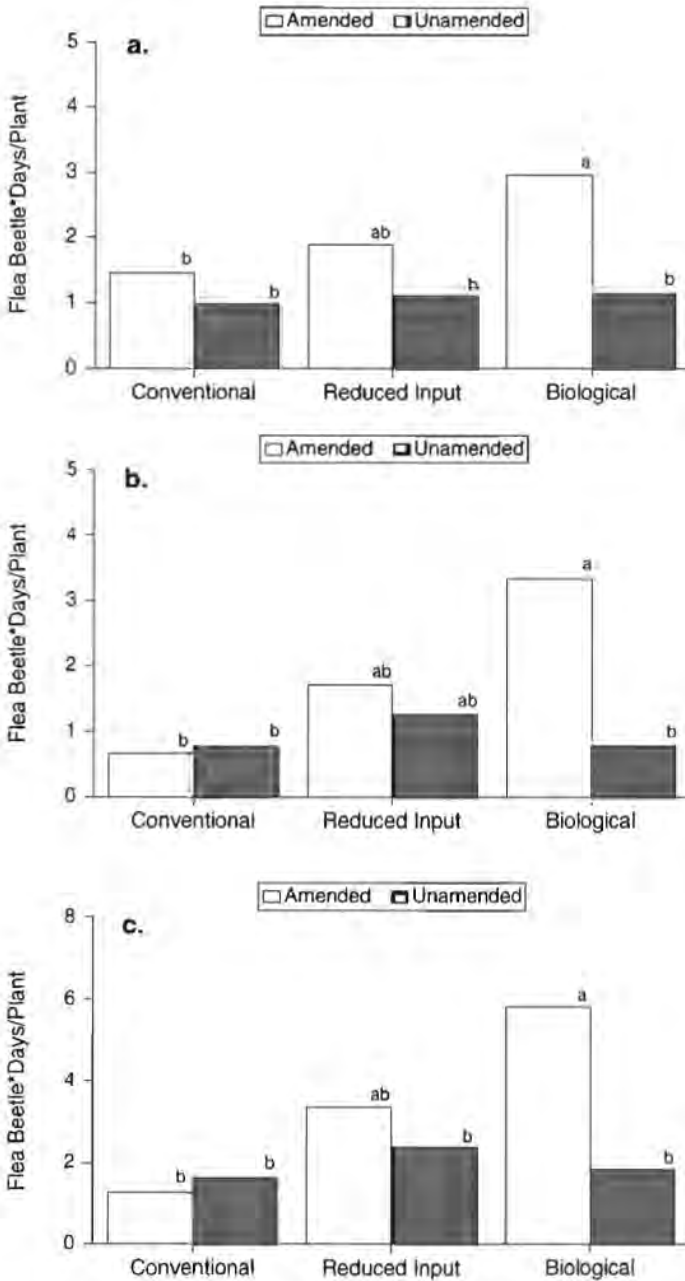 Amended Unamended
a.
Flea Beetle*Days/Plant
5
4
3
2
1
0
b
b
ab
b
a
b
Conventional Reduced Input Biological
Amended Unamended
b.
Flea Beetle*Days/Plant
5
4
3
2
1
0
b
b
ab
ab
a
b
Conventional Reduced Input Biological
Amended Unamended
c.
Flea Beetle*Days/Plant
8
6
4
2
0
b
b
ab
b
a
b
Conventional Reduced Input Biological